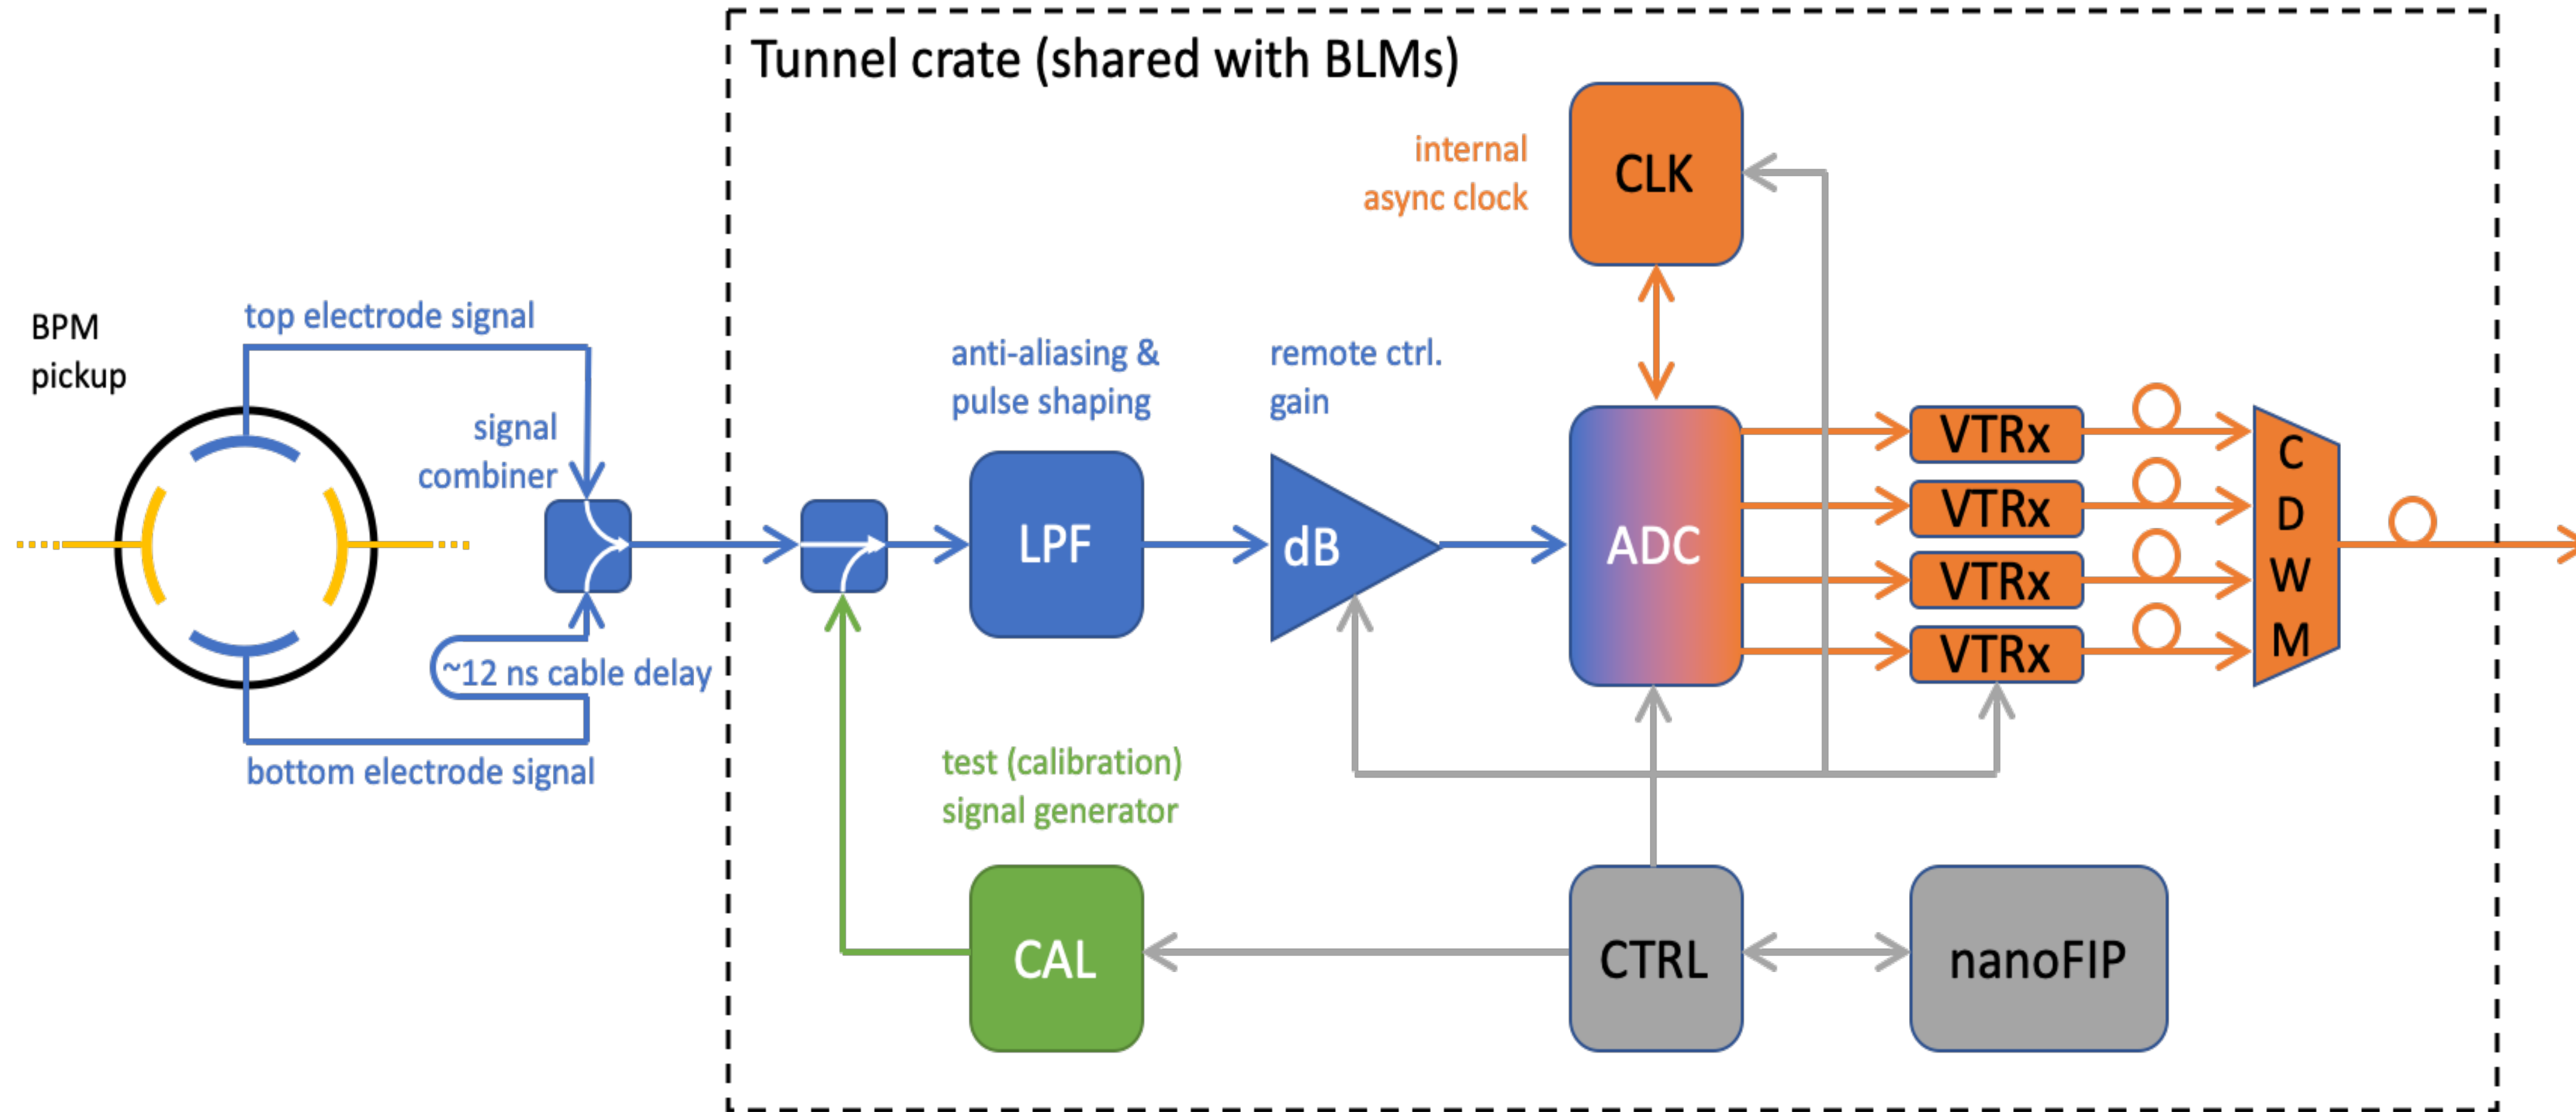 Tunnel crate (shared with BLMs)
BPM
pickup
top electrode signal
signal
combiner
~12 ns cable delay
bottom electrode signal
anti-aliasing &
pulse shaping
LPF
remote ctrl.
gain
dB
internal
async clock
CLK
ADC
VTRx
VTRx
VTRx
VTRx
C
D
W
M
test (calibration)
signal generator
CAL
CTRL
nanoFIP